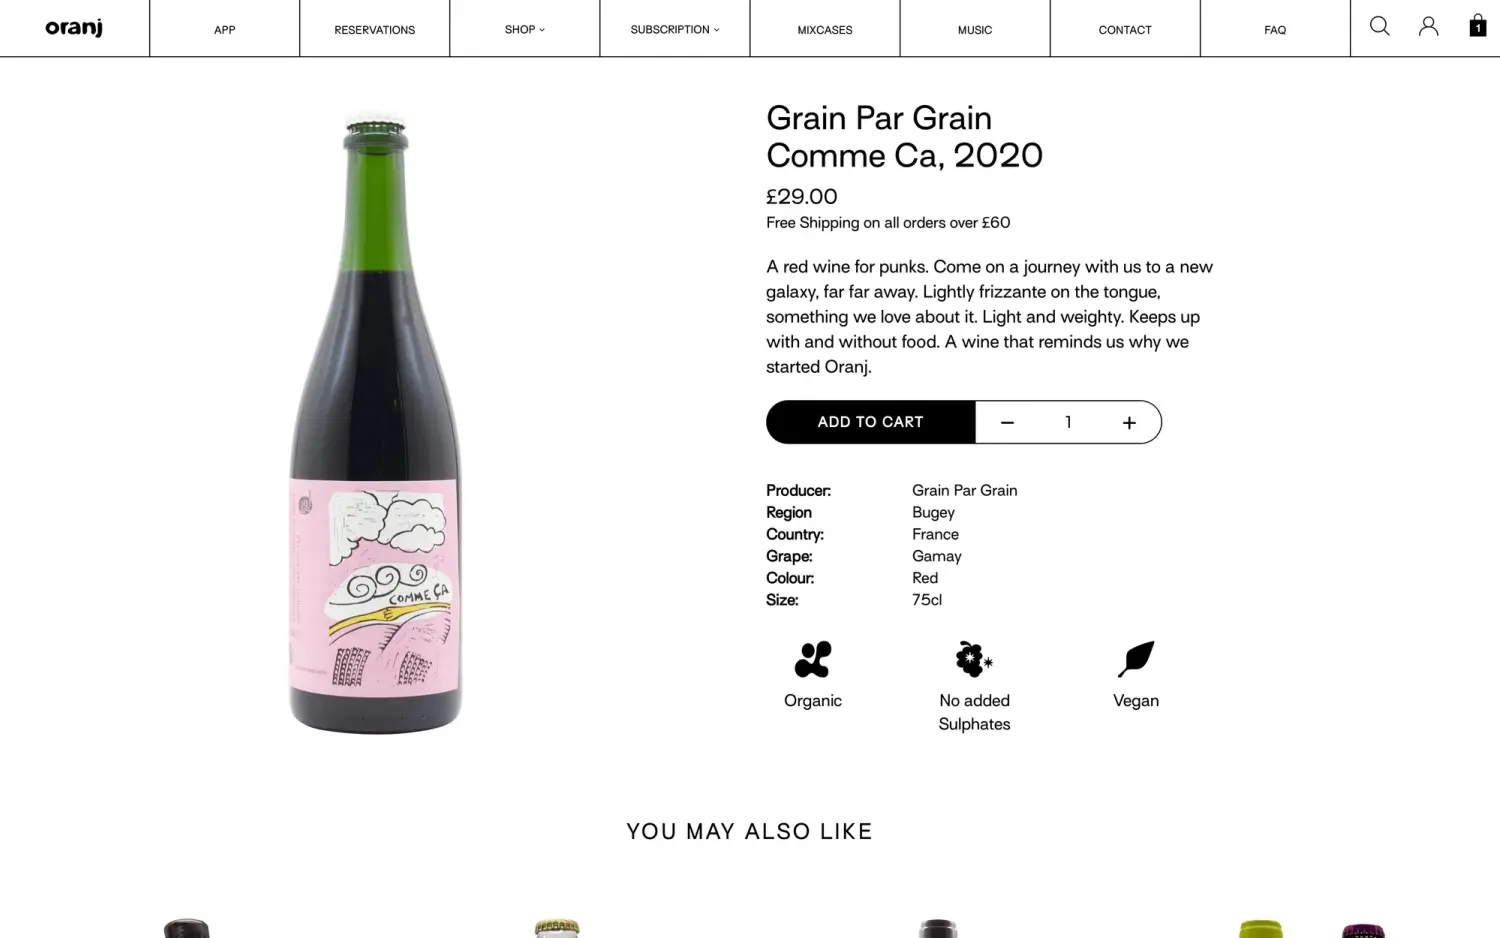 oranj
APP
RESERVATIONS
SHOP
SUBSCRIPTION
MIXCASES
MUSIC
CONTACT
FAQ
1
Grain Par Grain
Comme Ca, 2020
£29.00
Free Shipping on all orders over £60
A red wine for punks. Come on a journey with us to a new
galaxy, far far away. Lightly frizzante on the tongue,
something we love about it. Light and weighty. Keeps up
with and without food. A wine that reminds us why we
started Oranj.
ADD TO CART
1
COMME ÇA
Producer: Grain Par Grain
Region Bugey
Country: France
Grape: Gamay
Colour: Red
Size: 75cl
Organic
No added
Sulphates
Vegan
YOU MAY ALSO LIKE